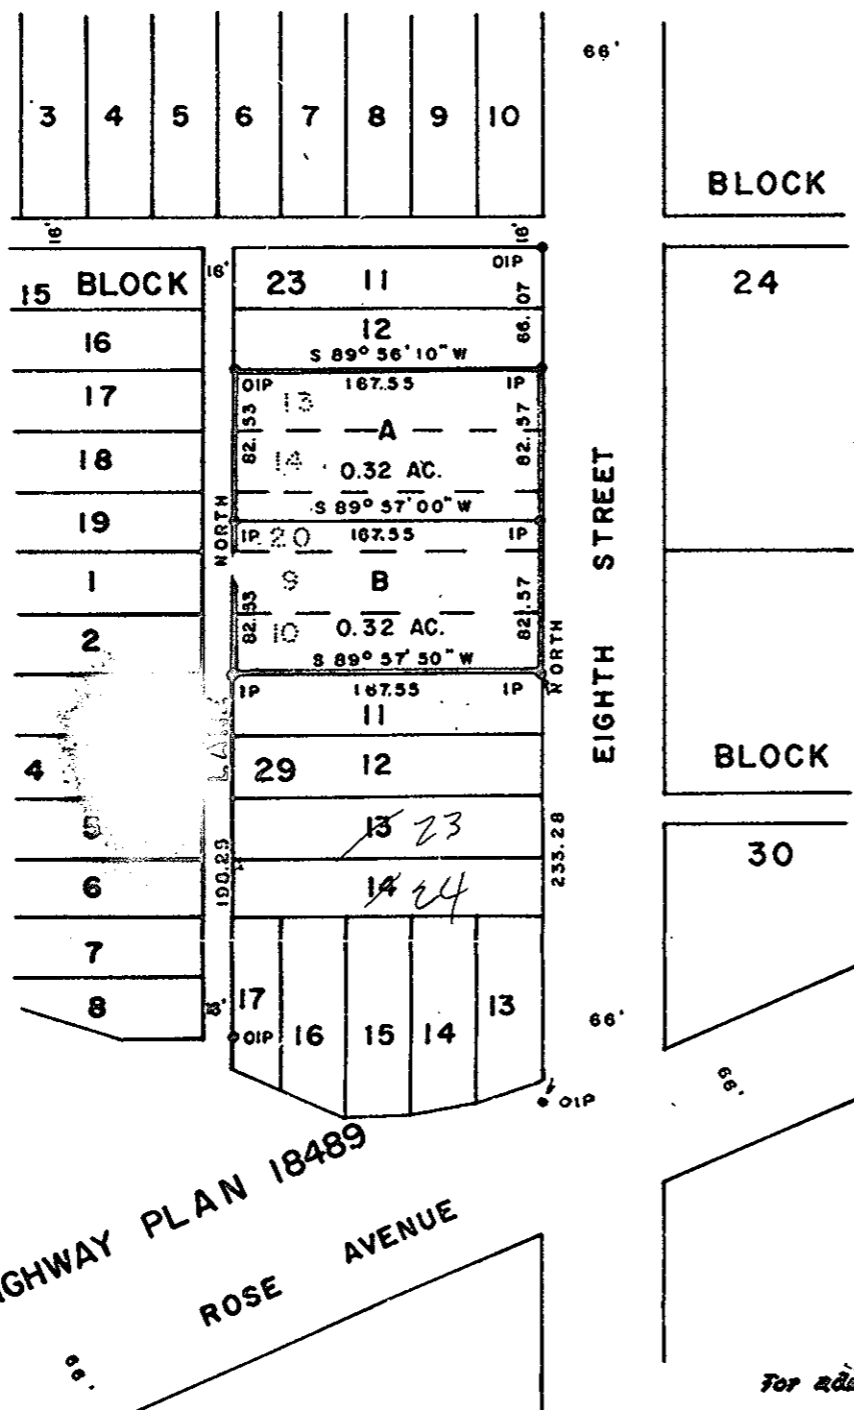 66'
3 4 5 6 7 8 9 10
BLOCK
16' 16'
15 BLOCK 16' 23 11 OIP 24
66.07
16 12
S 89° 56' 10" W
17 OIP 167.55 IP
13
82.53 A 82.57
18 14 0.32 AC.
S 89° 57' 00" W
19 NORTH IP 20 167.55 IP
EIGHTH STREET
1 9 B
82.53 82.57
2 10 0.32 AC.
S 89° 57' 50" W
NORTH
IP 167.55 IP
11
LANE
4 29 12 BLOCK
5 13 23
190.29 233.28 30
6 14 24
7
8 17 13
16 15 14 66'
OIP
66'
OIP
HIGHWAY PLAN 18489
ROSE AVENUE
66'
For